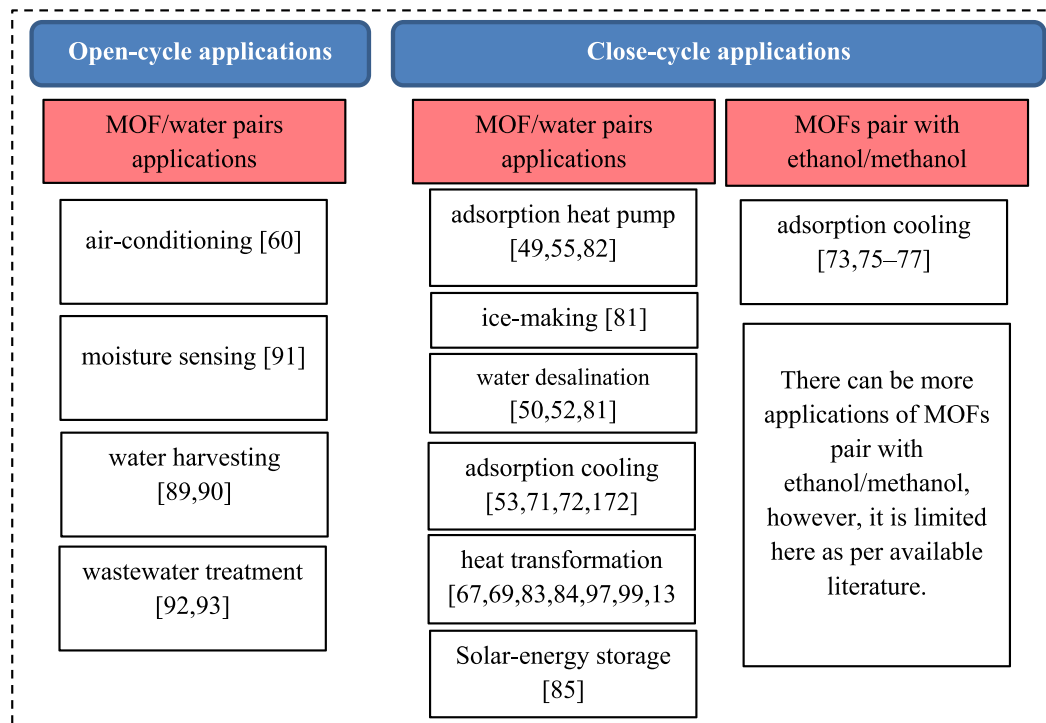 Open-cycle applications
MOF/water pairs
applications
air-conditioning [60]
moisture sensing [91]
water harvesting
[89,90]
wastewater treatment
[92,93]
Close-cycle applications
MOF/water pairs
applications
adsorption heat pump
[49,55,82]
ice-making [81]
water desalination
[50,52,81]
adsorption cooling
[53,71,72,172]
heat transformation
[67,69,83,84,97,99,13
Solar-energy storage
[85]
MOFs pair with
ethanol/methanol
adsorption cooling
[73,75–77]
There can be more
applications of MOFs
pair with
ethanol/methanol,
however, it is limited
here as per available
literature.